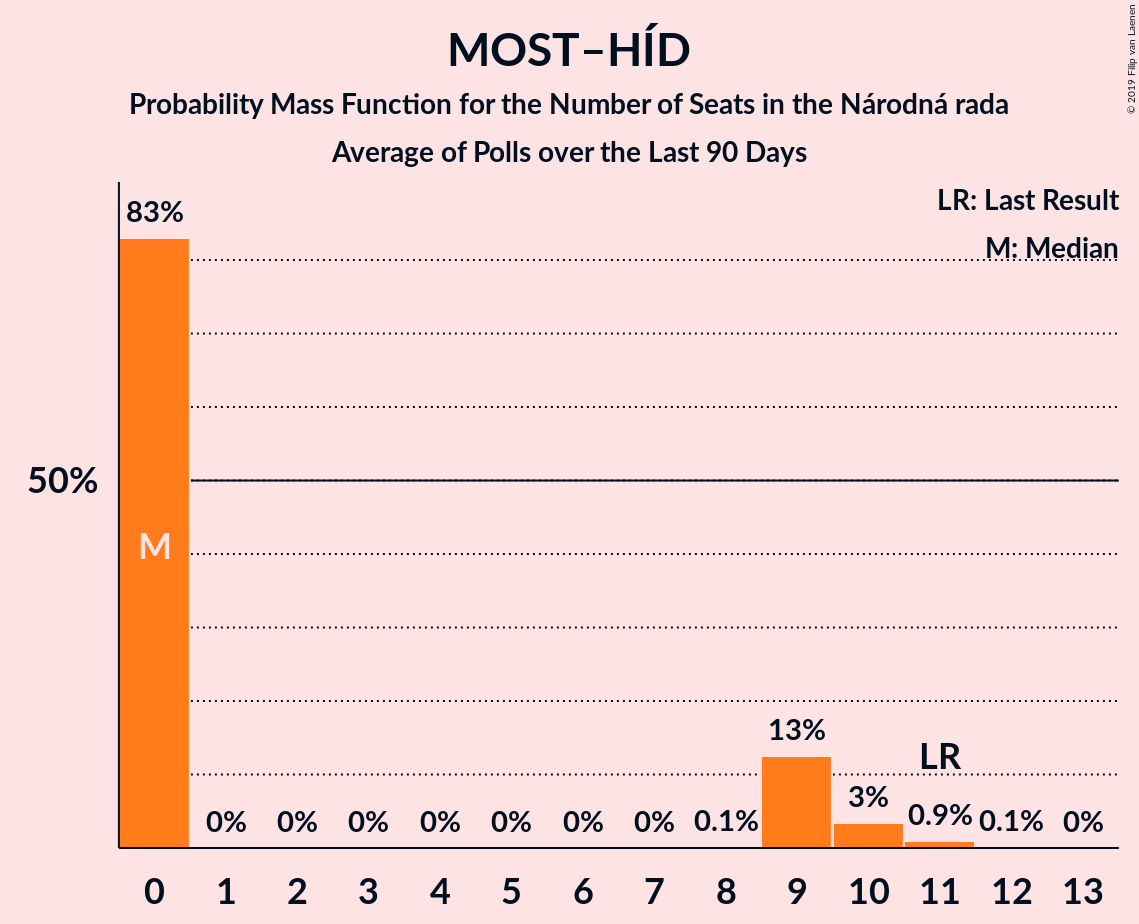 MOST–HÍD
Probability Mass Function for the Number of Seats in the Národná rada
Average of Polls over the Last 90 Days
© 2019 Filip van Laenen
LR: Last Result
M: Median
83%
50%
M
13%
LR
3%
0% 0% 0% 0% 0% 0% 0% 0.1% 0.9% 0.1% 0%
0 1 2 3 4 5 6 7 8 9 10 11 12 13